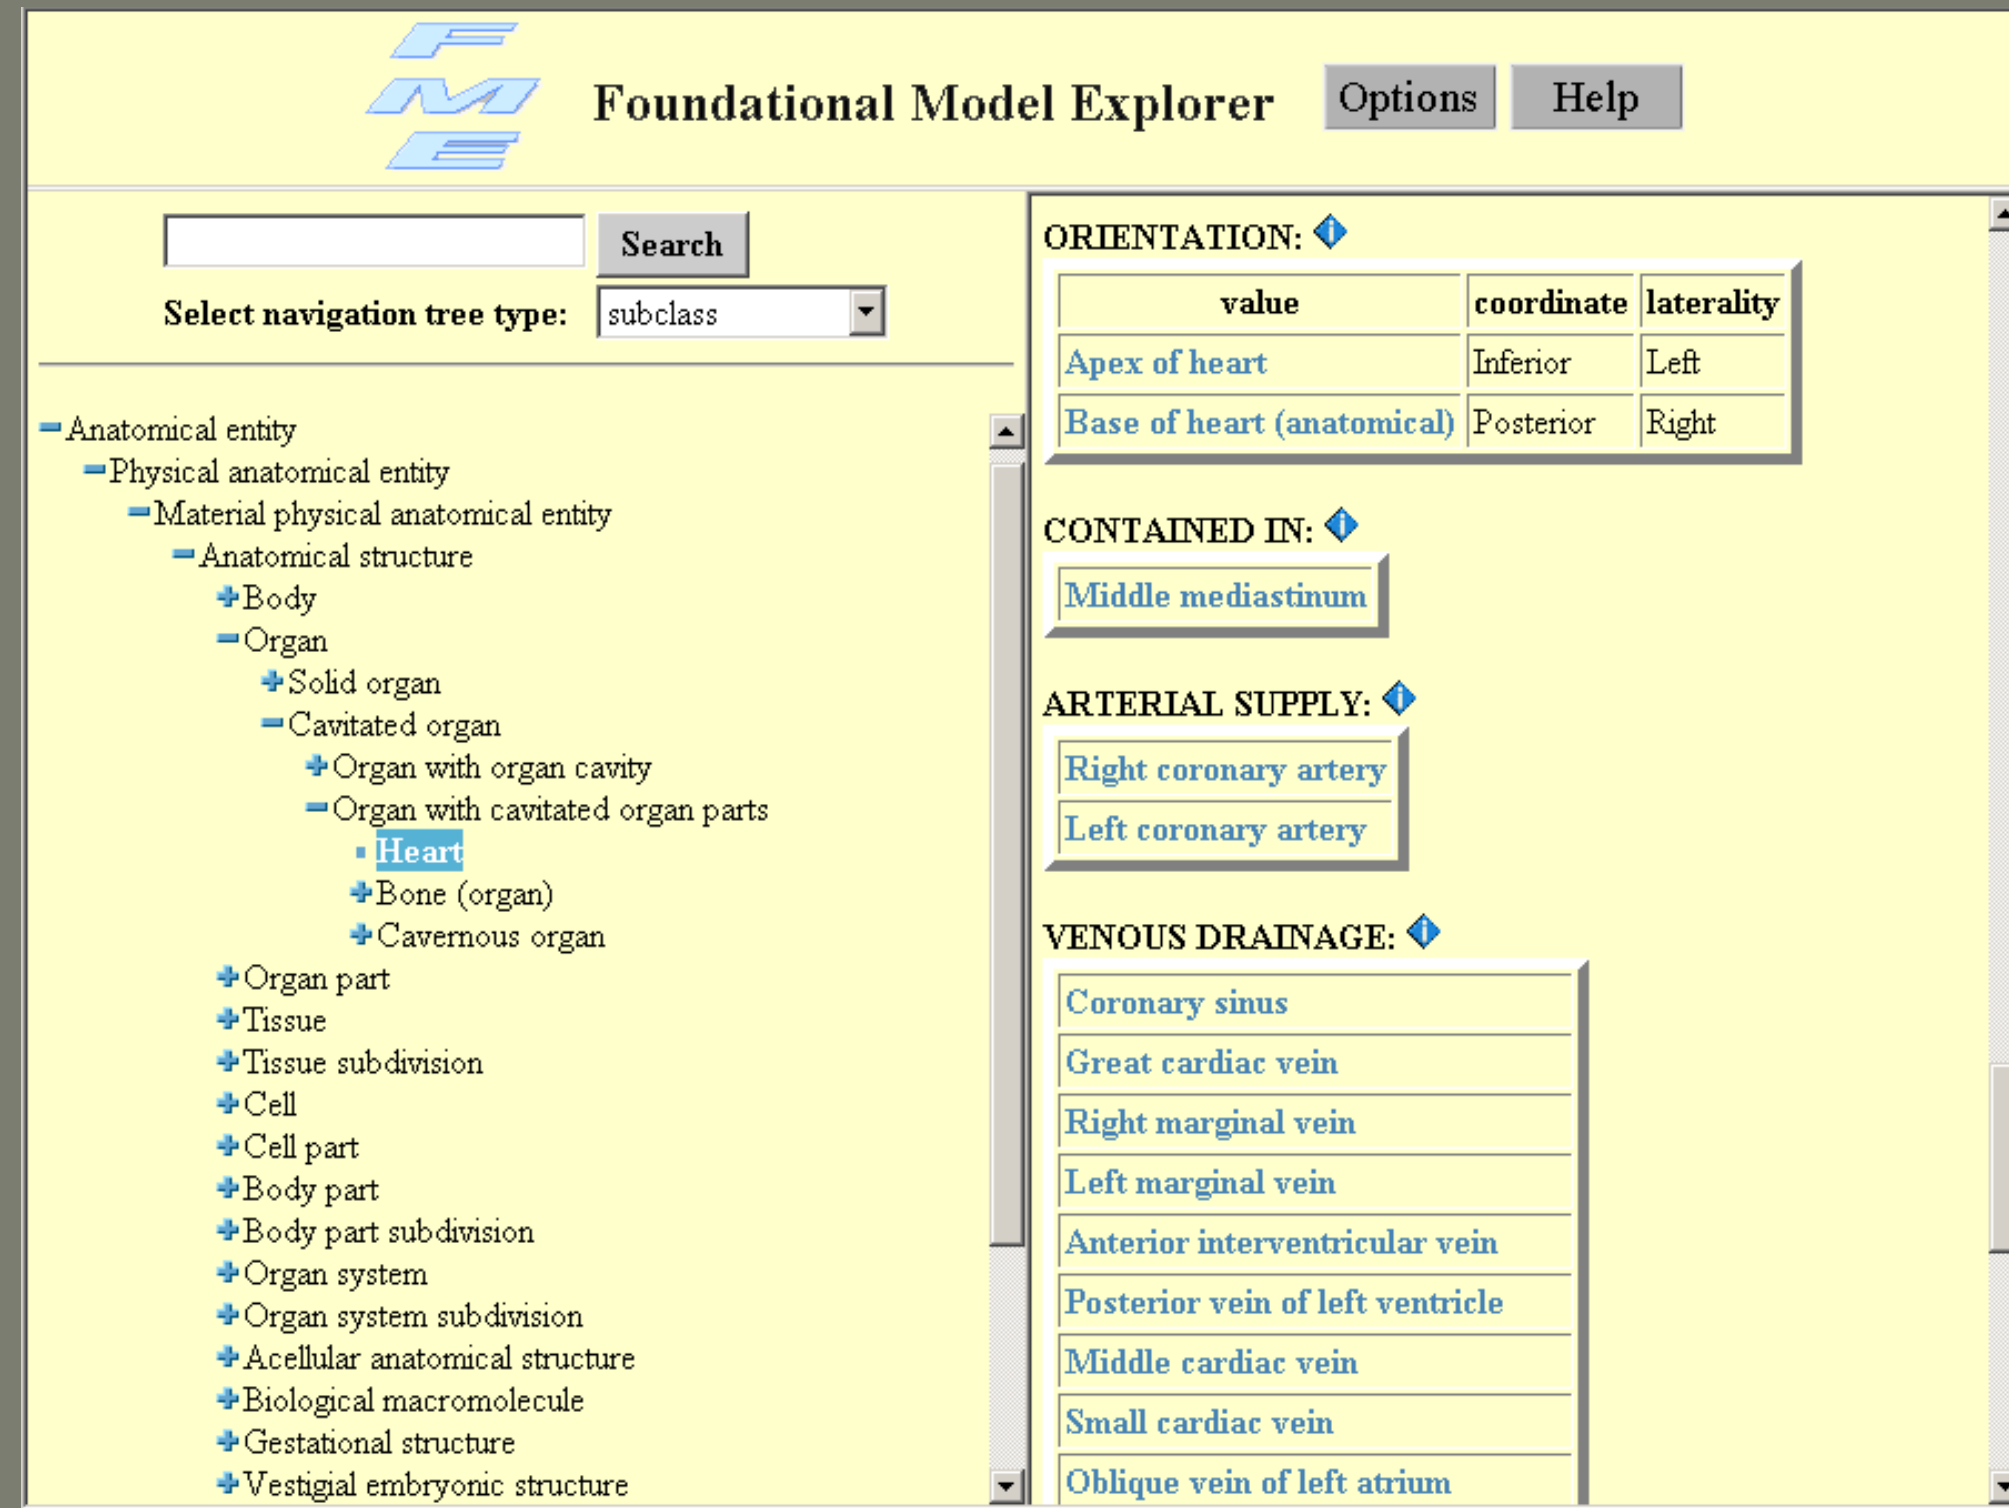 F
M
E
Foundational Model Explorer
Options
Help
Search
Select navigation tree type:
subclass
Anatomical entity
Physical anatomical entity
Material physical anatomical entity
Anatomical structure
Body
Organ
Solid organ
Cavitated organ
Organ with organ cavity
Organ with cavitated organ parts
Heart
Bone (organ)
Cavernous organ
Organ part
Tissue
Tissue subdivision
Cell
Cell part
Body part
Body part subdivision
Organ system
Organ system subdivision
Acellular anatomical structure
Biological macromolecule
Gestational structure
Vestigial embryonic structure
ORIENTATION:
value coordinate laterality
Apex of heart Inferior Left
Base of heart (anatomical) Posterior Right
CONTAINED IN:
Middle mediastinum
ARTERIAL SUPPLY:
Right coronary artery
Left coronary artery
VENOUS DRAINAGE:
Coronary sinus
Great cardiac vein
Right marginal vein
Left marginal vein
Anterior interventricular vein
Posterior vein of left ventricle
Middle cardiac vein
Small cardiac vein
Oblique vein of left atrium